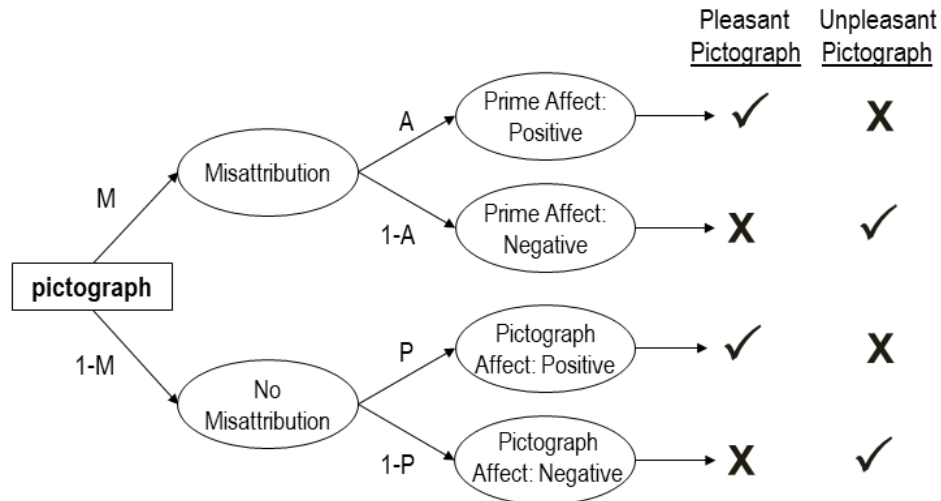 Pleasant Unpleasant
Pictograph Pictograph
A
Prime Affect:
Positive
✓ X
Misattribution
M
1-A
Prime Affect:
Negative
X ✓
pictograph
1-M
P
Pictograph
Affect: Positive
✓ X
No
Misattribution
1-P
Pictograph
Affect: Negative
X ✓